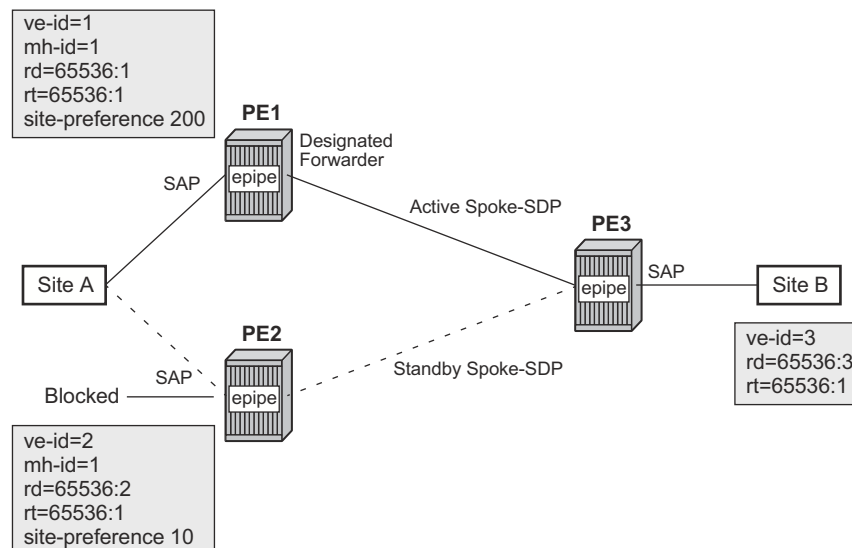 ve-id=1
mh-id=1
rd=65536:1
rt=65536:1
site-preference 200
PE1
Designated
Forwarder
epipe
SAP
Active Spoke-SDP
PE3
epipe
SAP
Site A
Site B
PE2
epipe
SAP
Standby Spoke-SDP
Blocked
ve-id=3
rd=65536:3
rt=65536:1
ve-id=2
mh-id=1
rd=65536:2
rt=65536:1
site-preference 10